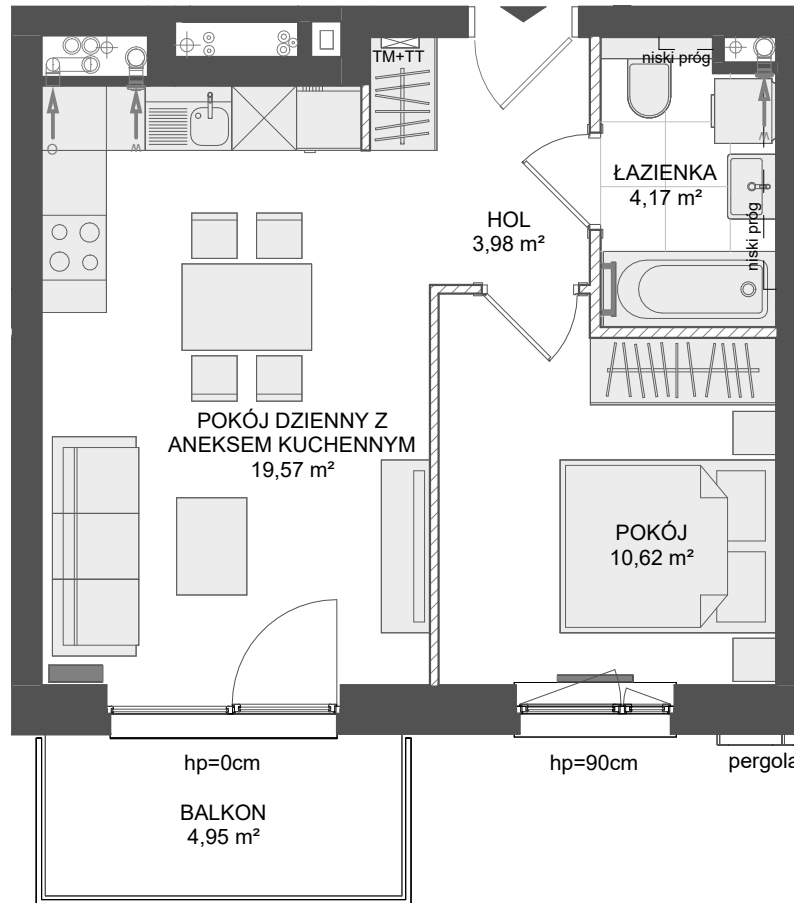 TM+TT
niski próg
O
W
W
ŁAZIENKA
4,17 m²
HOL
3,98 m²
niski próg
POKÓJ DZIENNY Z
ANEKSEM KUCHENNYM
19,57 m²
POKÓJ
10,62 m²
hp=0cm
hp=90cm
pergola
BALKON
4,95 m²